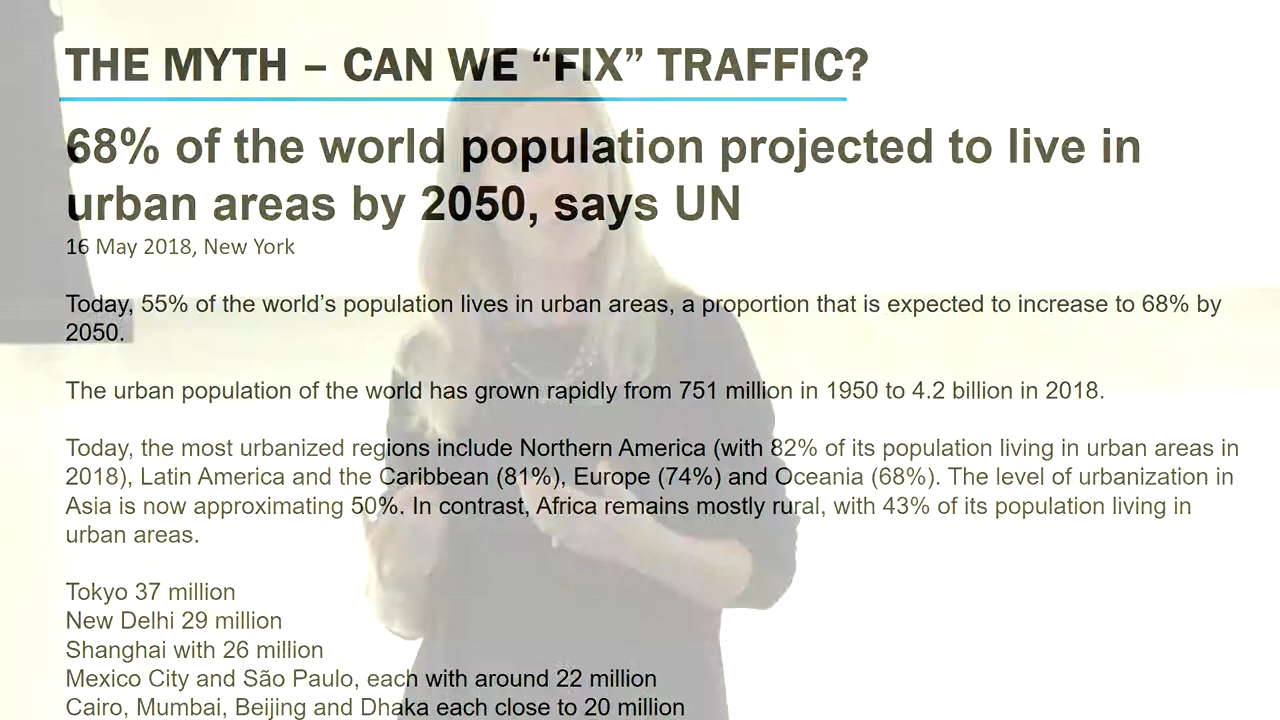 THE MYTH – CAN WE “FIX” TRAFFIC?
68% of the world population projected to live in
urban areas by 2050, says UN
16 May 2018, New York
Today, 55% of the world’s population lives in urban areas, a proportion that is expected to increase to 68% by
2050.
The urban population of the world has grown rapidly from 751 million in 1950 to 4.2 billion in 2018.
Today, the most urbanized regions include Northern America (with 82% of its population living in urban areas in
2018), Latin America and the Caribbean (81%), Europe (74%) and Oceania (68%). The level of urbanization in
Asia is now approximating 50%. In contrast, Africa remains mostly rural, with 43% of its population living in
urban areas.
Tokyo 37 million
New Delhi 29 million
Shanghai with 26 million
Mexico City and São Paulo, each with around 22 million
Cairo, Mumbai, Beijing and Dhaka each close to 20 million